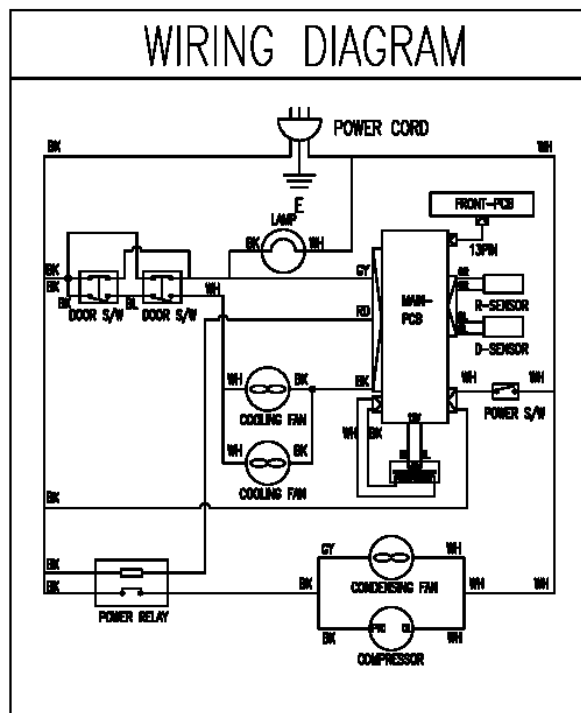 WIRING DIAGRAM
POWER CORD
BK
WH
E
LAMP
BK
WH
FRONT-PCB
13PIN
GY
BK
BK
BK
BL
WH
DOOR S/W
DOOR S/W
MAIN-
PCB
R-SENSOR
RD
D-SENSOR
WH
BK
BK
WH
WH
COOLING FAN
POWER S/W
WH
BK
WH
BK
COOLING FAN
BK
GY
WH
BK
BK
BK
CONDENSING FAN
WH
WH
POWER RELAY
BK
WH
COMPRESSOR